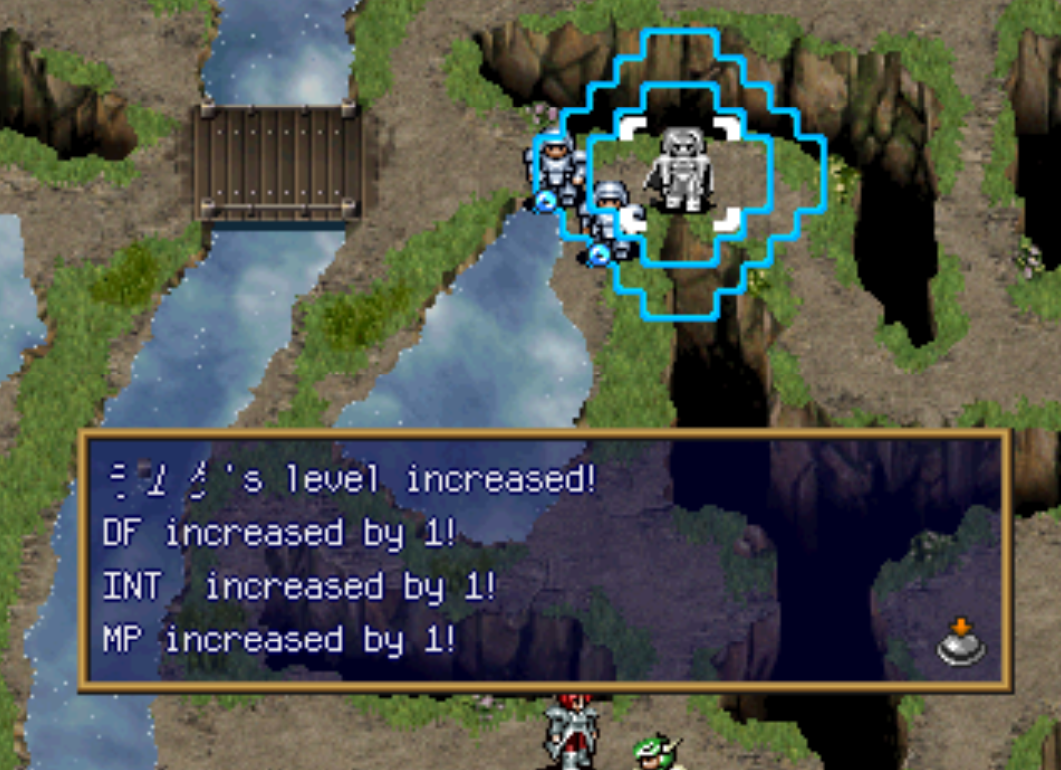 's level increased!
DF increased by 1!
INT increased by 1!
MP increased by 1!